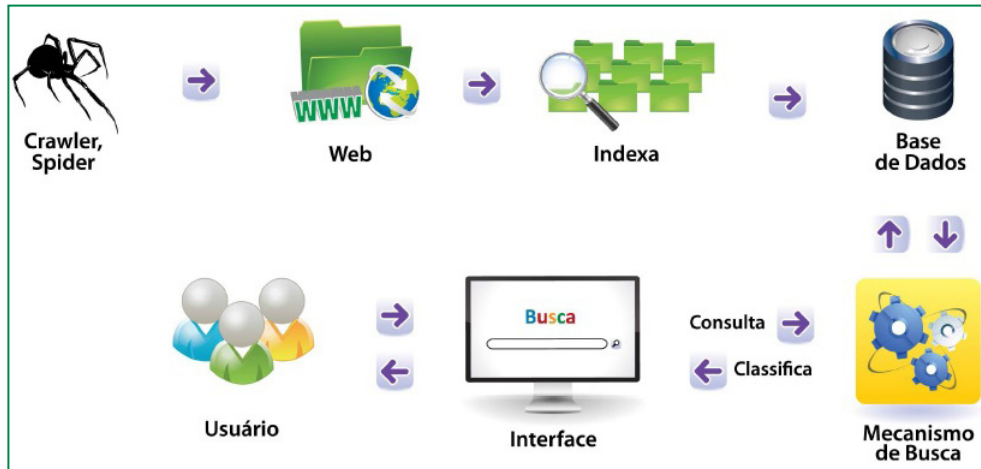 WWW
Crawler,
Spider
Web
Indexa
Base
de Dados
Busca
Consulta
Classifica
Usuário
Interface
Mecanismo
de Busca